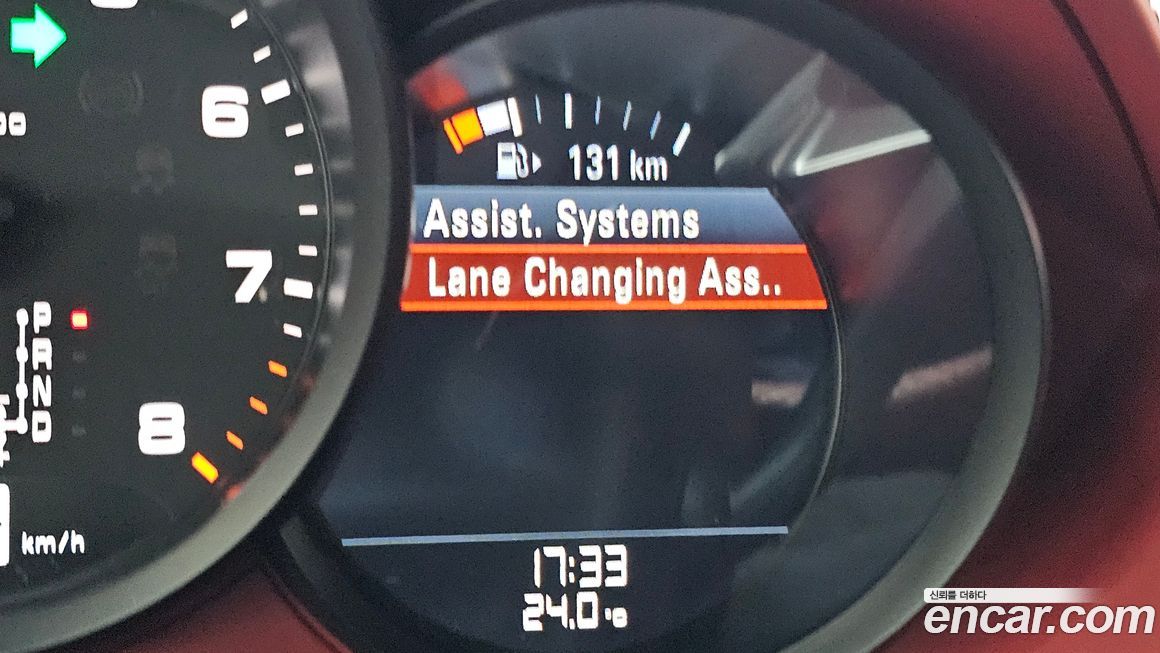 6
7
8
P
R
N
D
km/h
131 km
Assist. Systems
Lane Changing Ass..
17:33
24.0 °C
신뢰를 더하다
encar.com